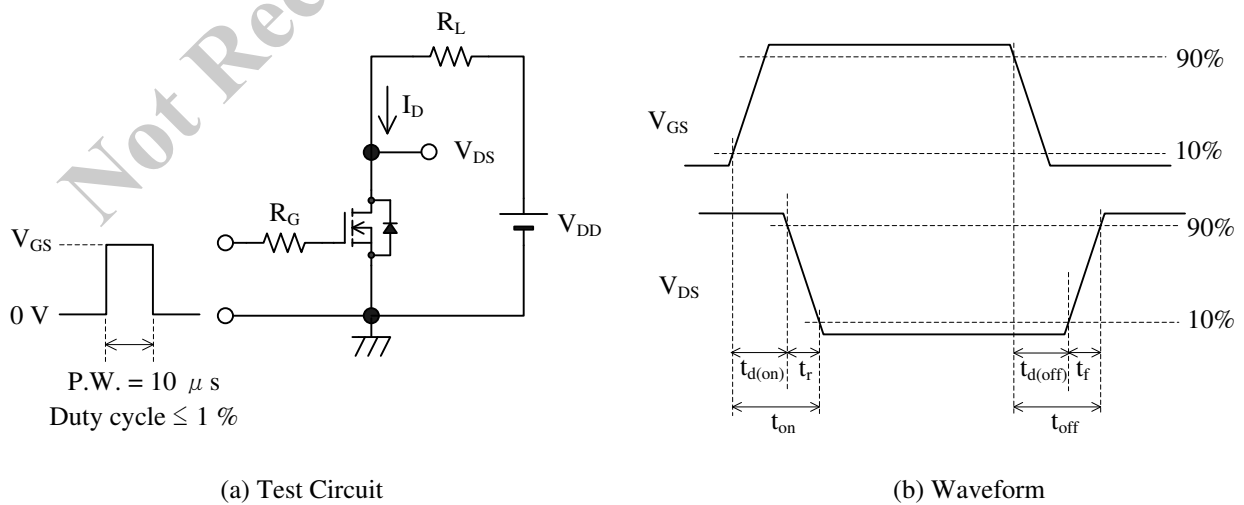 Not Rec
R_L
I_D
V_DS
R_G
V_DD
V_GS
0 V
P.W. = 10 μ s
Duty cycle ≤ 1 %
(a) Test Circuit
V_GS
90%
10%
V_DS
90%
10%
t_d(on) t_r t_d(off) t_f
t_on t_off
(b) Waveform